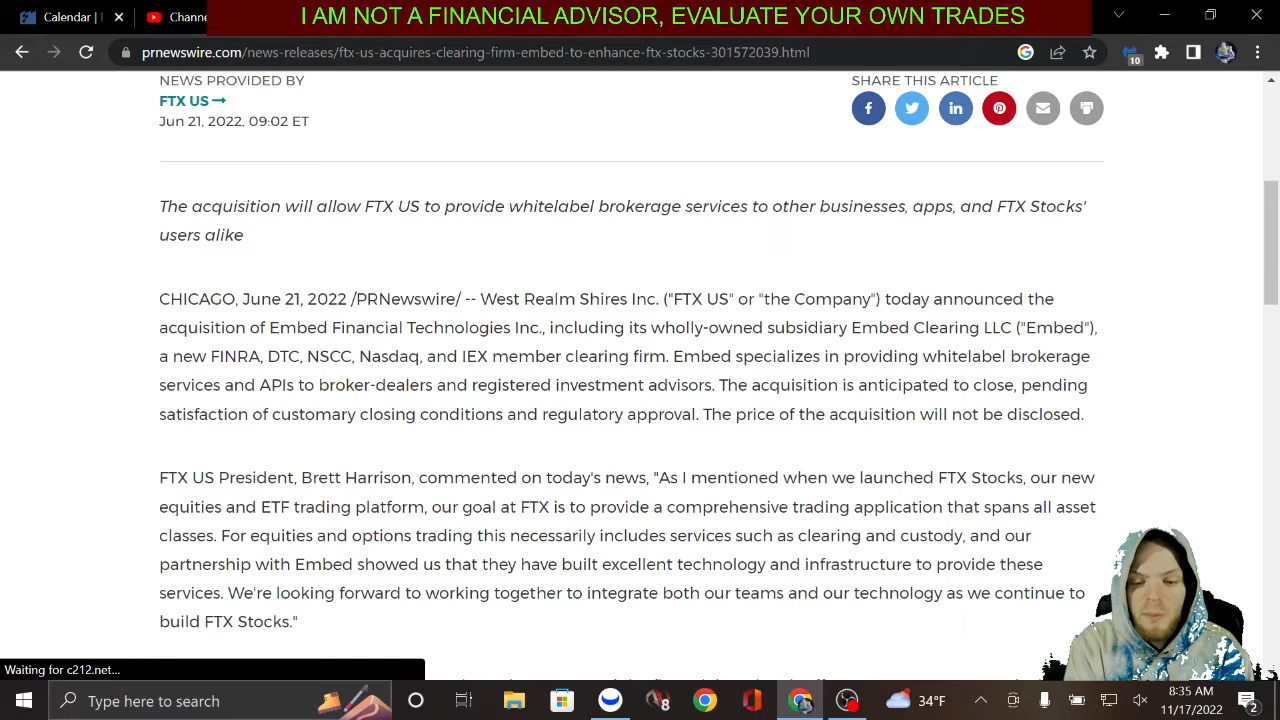 I AM NOT A FINANCIAL ADVISOR, EVALUATE YOUR OWN TRADES
Calendar |
Channe
prnewswire.com/news-releases/ftx-us-acquires-clearing-firm-embed-to-enhance-ftx-stocks-301572039.html
10
NEWS PROVIDED BY
FTX US
Jun 21, 2022, 09:02 ET
SHARE THIS ARTICLE
The acquisition will allow FTX US to provide whitelabel brokerage services to other businesses, apps, and FTX Stocks'
users alike
CHICAGO, June 21, 2022 /PRNewswire/ -- West Realm Shires Inc. ("FTX US" or "the Company") today announced the
acquisition of Embed Financial Technologies Inc., including its wholly-owned subsidiary Embed Clearing LLC ("Embed"),
a new FINRA, DTC, NSCC, Nasdaq, and IEX member clearing firm. Embed specializes in providing whitelabel brokerage
services and APIs to broker-dealers and registered investment advisors. The acquisition is anticipated to close, pending
satisfaction of customary closing conditions and regulatory approval. The price of the acquisition will not be disclosed.
FTX US President, Brett Harrison, commented on today's news, "As I mentioned when we launched FTX Stocks, our new
equities and ETF trading platform, our goal at FTX is to provide a comprehensive trading application that spans all asset
classes. For equities and options trading this necessarily includes services such as clearing and custody, and our
partnership with Embed showed us that they have built excellent technology and infrastructure to provide these
services. We're looking forward to working together to integrate both our teams and our technology as we continue to
build FTX Stocks."
Waiting for c212.net...
Type here to search
34°F
8:35 AM
11/17/2022
2